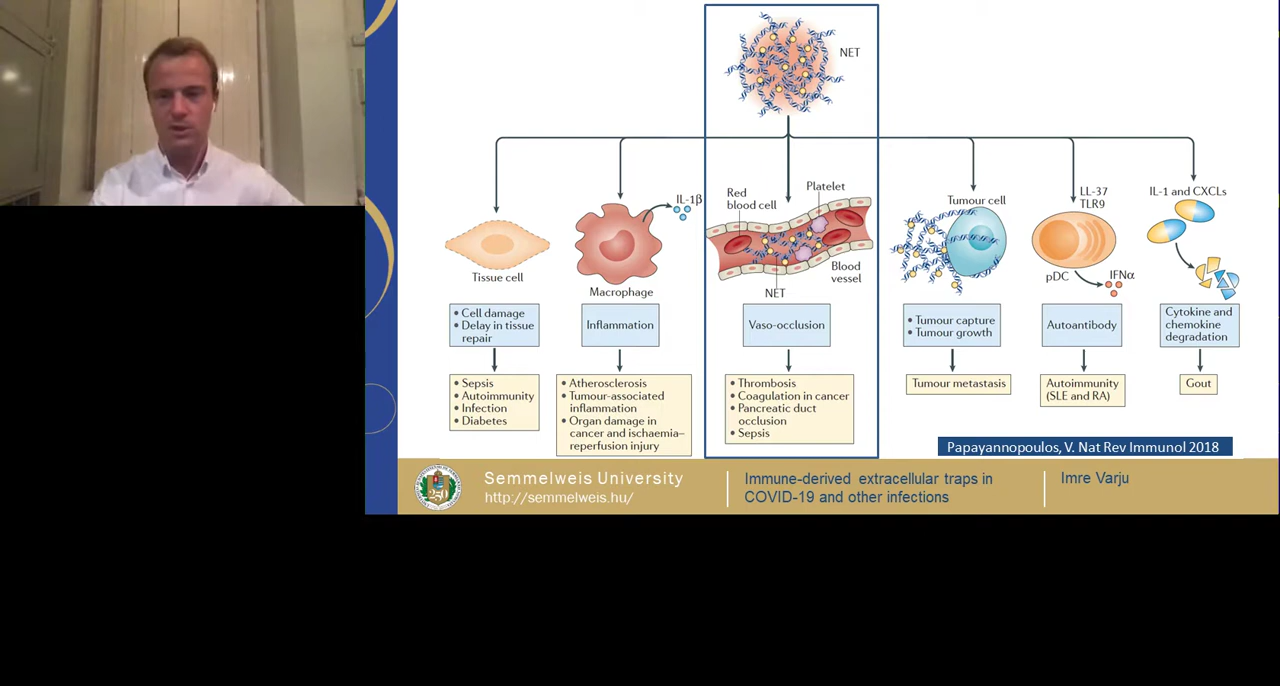 NET
Tissue cell
• Cell damage
• Delay in tissue
repair
• Sepsis
• Autoimmunity
• Infection
• Diabetes
IL-1β
Macrophage
Inflammation
• Atherosclerosis
• Tumour-associated
inflammation
• Organ damage in
cancer and ischaemia–
reperfusion injury
Red
blood cell
Platelet
Blood
vessel
NET
Vaso-occlusion
• Thrombosis
• Coagulation in cancer
• Pancreatic duct
occlusion
• Sepsis
Tumour cell
• Tumour capture
• Tumour growth
Tumour metastasis
LL-37
TLR9
pDC
IFNα
Autoantibody
Autoimmunity
(SLE and RA)
IL-1 and CXCLs
Cytokine and
chemokine
degradation
Gout
Papayannopoulos, V. Nat Rev Immunol 2018
250
Semmelweis University
http://semmelweis.hu/
Immune-derived extracellular traps in
COVID-19 and other infections
Imre Varju